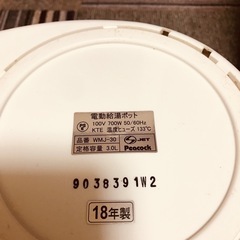 電動給湯ポット
100V 700W 50/60Hz
KTE 温度ヒューズ 133℃
品番 WMJ-30 JET
定格容量 3.0L Peacock
9038391W2
18年製